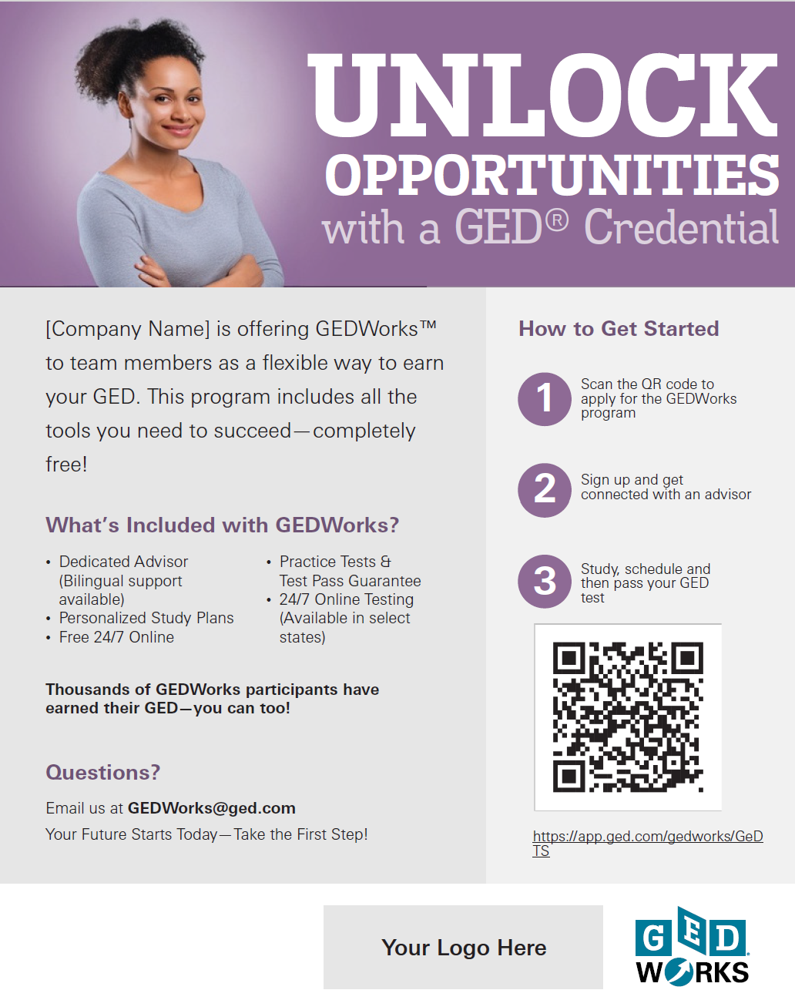 UNLOCK
OPPORTUNITIES
with a GED® Credential
[Company Name] is offering GEDWorks™
to team members as a flexible way to earn
your GED. This program includes all the
tools you need to succeed—completely
free!
What’s Included with GEDWorks?
• Dedicated Advisor
(Bilingual support
available)
• Personalized Study Plans
• Free 24/7 Online
• Practice Tests &
Test Pass Guarantee
• 24/7 Online Testing
(Available in select
states)
Thousands of GEDWorks participants have
earned their GED—you can too!
Questions?
Email us at GEDWorks@ged.com
Your Future Starts Today—Take the First Step!
How to Get Started
1
Scan the QR code to
apply for the GEDWorks
program
2
Sign up and get
connected with an advisor
3
Study, schedule and
then pass your GED
test
https://app.ged.com/gedworks/GeD
TS
Your Logo Here
GED®
WORKS